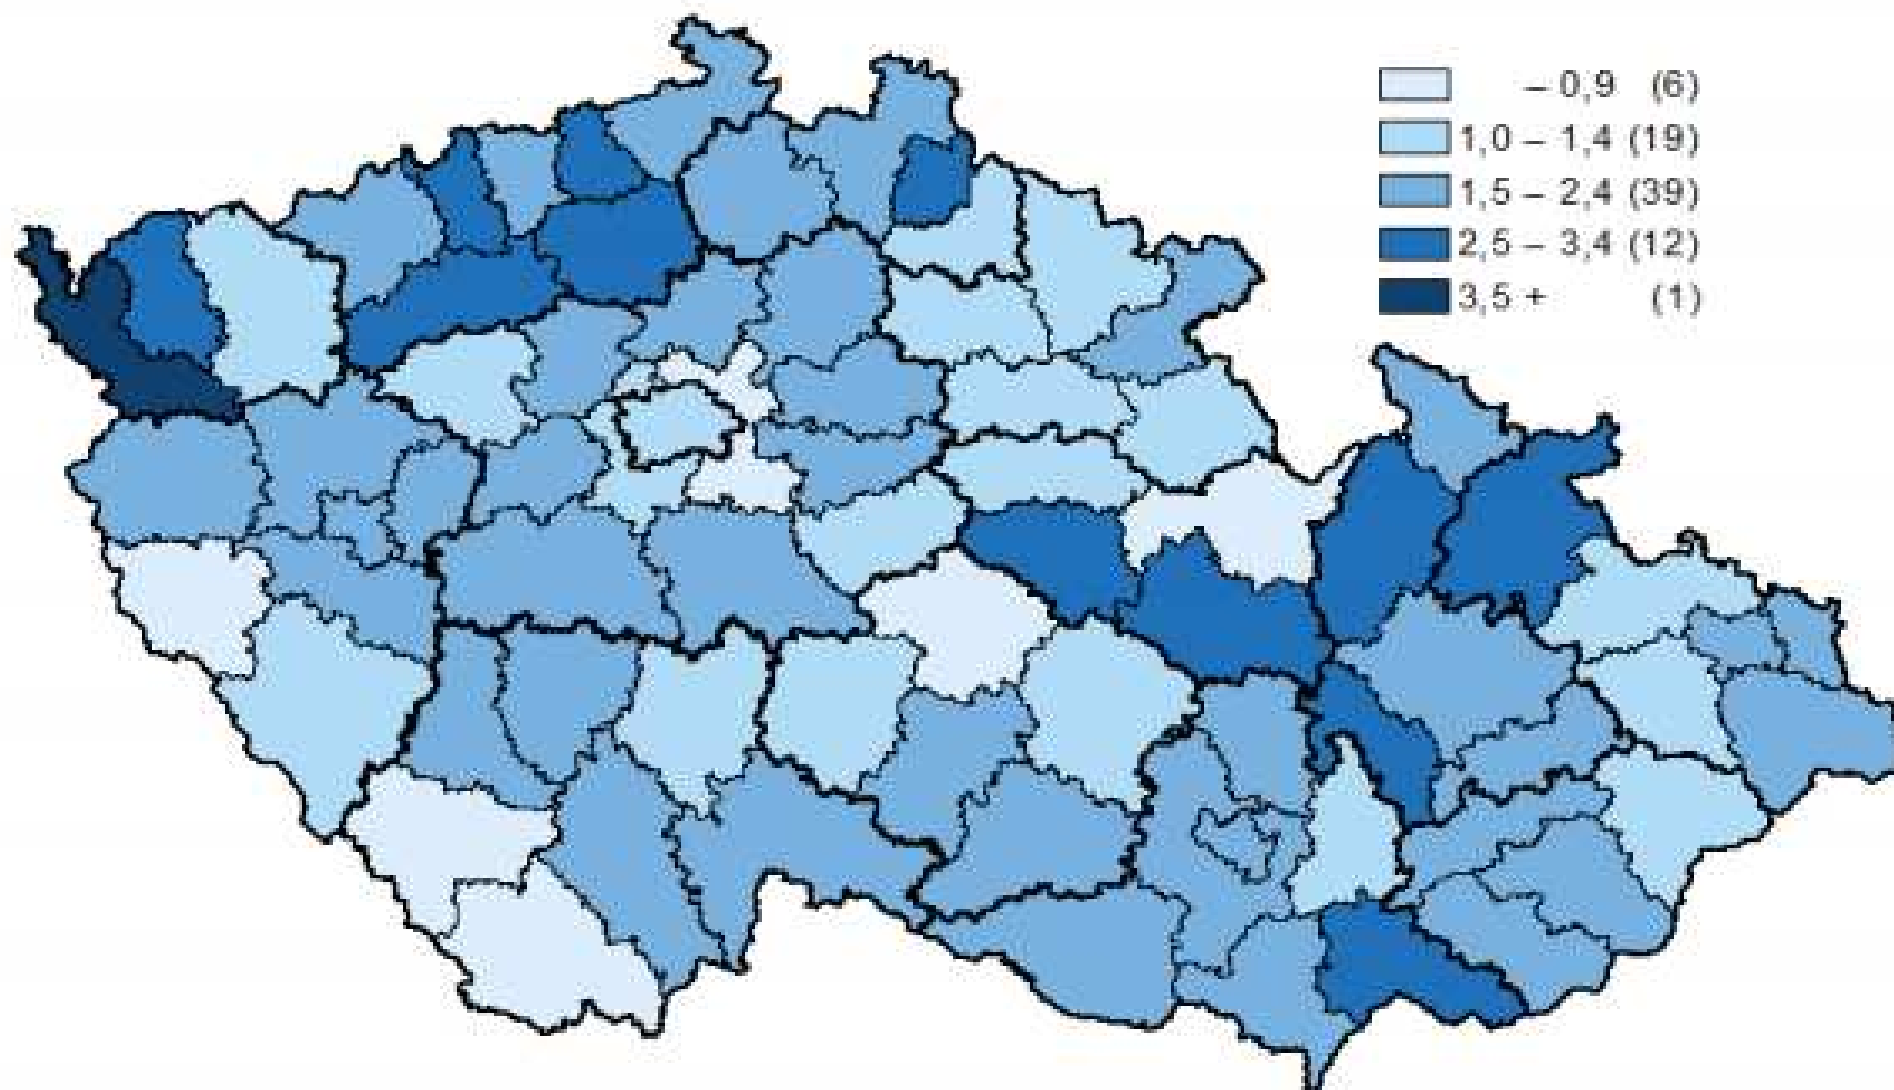 – 0,9 (6)
1,0 – 1,4 (19)
1,5 – 2,4 (39)
2,5 – 3,4 (12)
3,5 + (1)